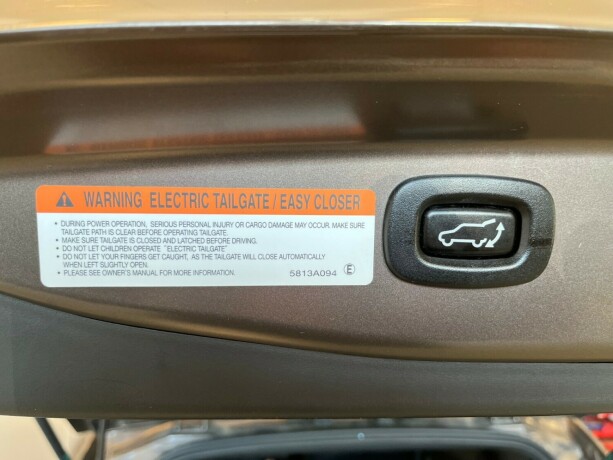 WARNING ELECTRIC TAILGATE / EASY CLOSER
• DURING POWER OPERATION, SERIOUS PERSONAL INJURY OR CARGO DAMAGE MAY OCCUR. MAKE SURE
TAILGATE PATH IS CLEAR BEFORE OPERATING TAILGATE.
• MAKE SURE TAILGATE IS CLOSED AND LATCHED BEFORE DRIVING.
• DO NOT LET CHILDREN OPERATE "ELECTRIC TAILGATE".
• DO NOT LET YOUR FINGERS GET CAUGHT, AS THE TAILGATE WILL CLOSE AUTOMATICALLY
WHEN LEFT SLIGHTLY OPEN.
• PLEASE SEE OWNER'S MANUAL FOR MORE INFORMATION. 5813A094 Ⓔ